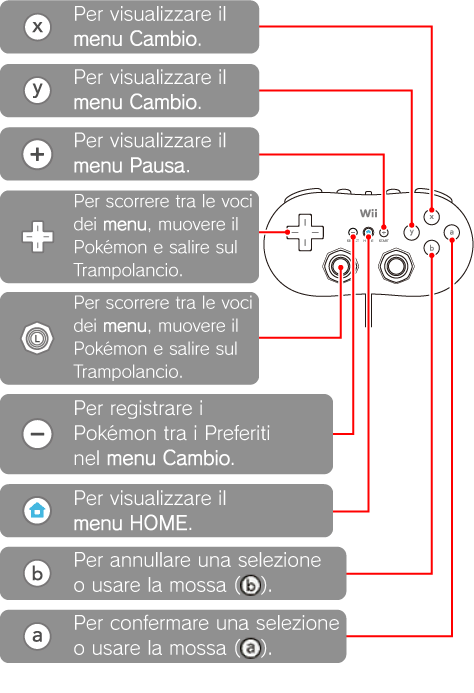 x Per visualizzare il
menu Cambio.
y Per visualizzare il
menu Cambio.
+ Per visualizzare il
menu Pausa.
Per scorrere tra le voci
dei menu, muovere il
Pokémon e salire sul
Trampolancio.
L Per scorrere tra le voci
dei menu, muovere il
Pokémon e salire sul
Trampolancio.
− Per registrare i
Pokémon tra i Preferiti
nel menu Cambio.
Per visualizzare il
menu HOME.
b Per annullare una selezione
o usare la mossa (b).
a Per confermare una selezione
o usare la mossa (a).
Wii
x
y a
b
SELECT HOME START